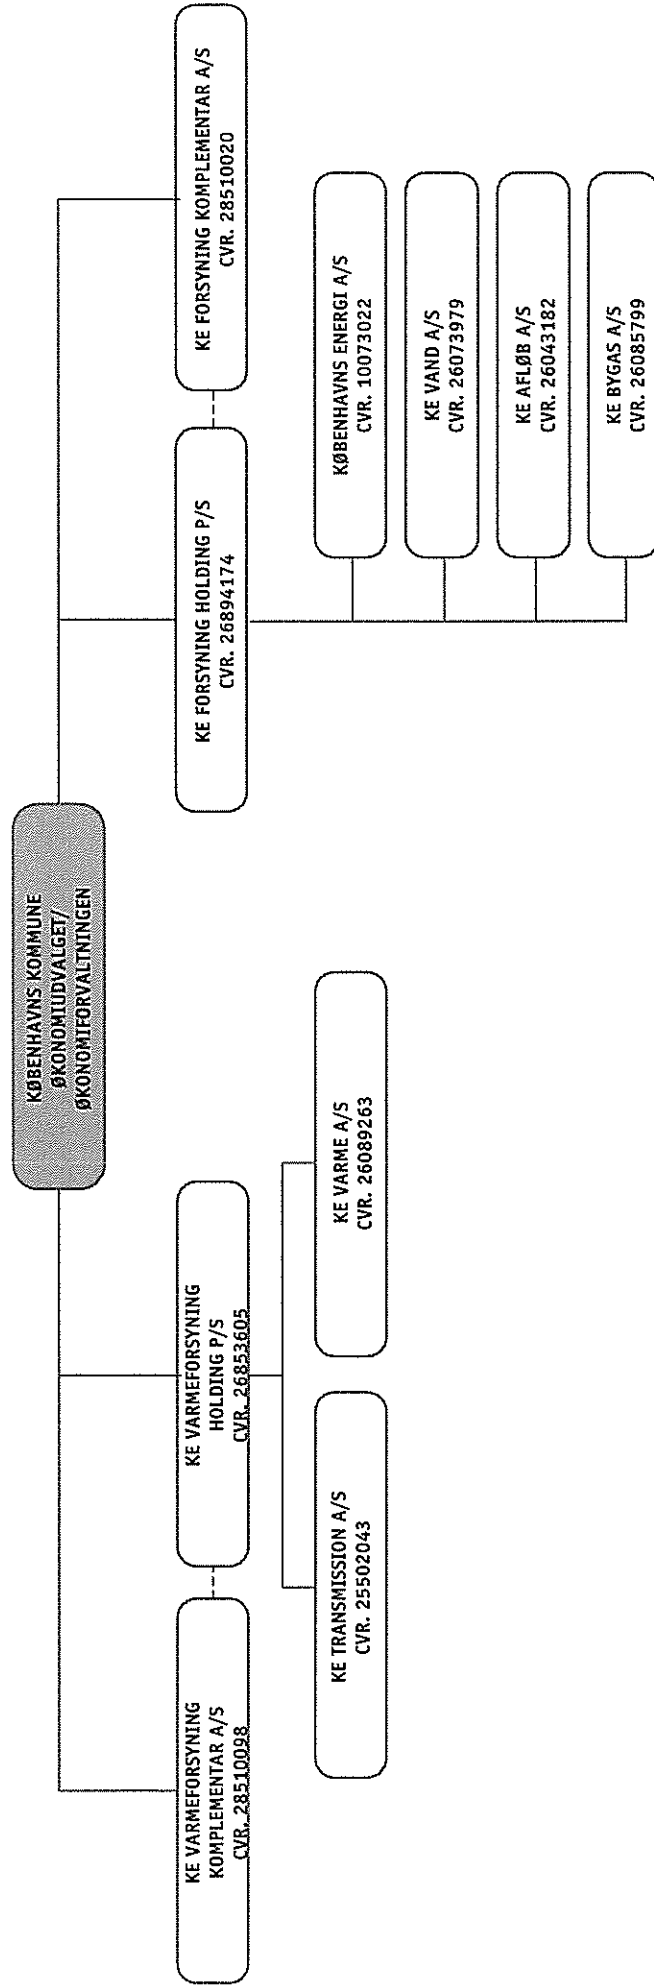 KØBENHAVNS KOMMUNE
ØKONOMIUDVALGET/
ØKONOMIFORVALTNINGEN
KE VARMEFORSYNING
KOMPLEMENTAR A/S
CVR. 28510098
KE VARMEFORSYNING
HOLDING P/S
CVR. 26853605
KE FORSYNING HOLDING P/S
CVR. 26894174
KE FORSYNING KOMPLEMENTAR A/S
CVR. 28510020
KE TRANSMISSION A/S
CVR. 25502043
KE VARME A/S
CVR. 26089263
KØBENHAVNS ENERGI A/S
CVR. 10073022
KE VAND A/S
CVR. 26073979
KE AFLØB A/S
CVR. 26043182
KE BYGAS A/S
CVR. 26085799